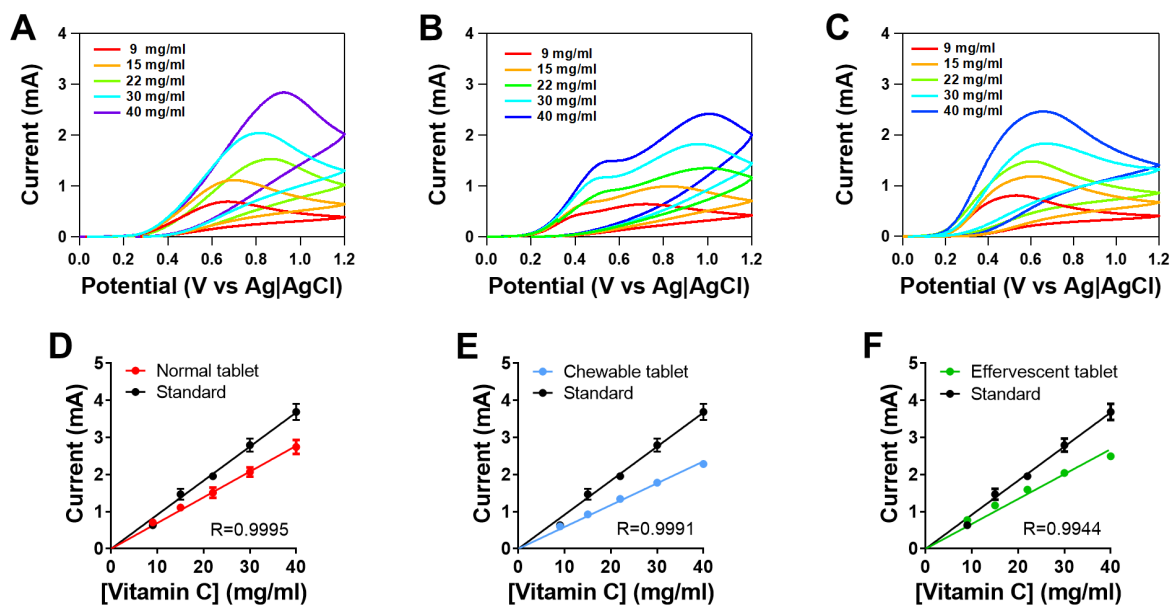 A
4
3
2
1
0
Current (mA)
9 mg/ml
15 mg/ml
22 mg/ml
30 mg/ml
40 mg/ml
0.0 0.2 0.4 0.6 0.8 1.0 1.2
Potential (V vs Ag|AgCl)
B
4
3
2
1
0
Current (mA)
9 mg/ml
15 mg/ml
22 mg/ml
30 mg/ml
40 mg/ml
0.0 0.2 0.4 0.6 0.8 1.0 1.2
Potential (V vs Ag|AgCl)
C
4
3
2
1
0
Current (mA)
9 mg/ml
15 mg/ml
22 mg/ml
30 mg/ml
40 mg/ml
0.0 0.2 0.4 0.6 0.8 1.0 1.2
Potential (V vs Ag|AgCl)
D
5
4
3
2
1
0
Current (mA)
Normal tablet
Standard
R=0.9995
0 10 20 30 40
[Vitamin C] (mg/ml)
E
5
4
3
2
1
0
Current (mA)
Chewable tablet
Standard
R=0.9991
0 10 20 30 40
[Vitamin C] (mg/ml)
F
5
4
3
2
1
0
Current (mA)
Effervescent tablet
Standard
R=0.9944
0 10 20 30 40
[Vitamin C] (mg/ml)